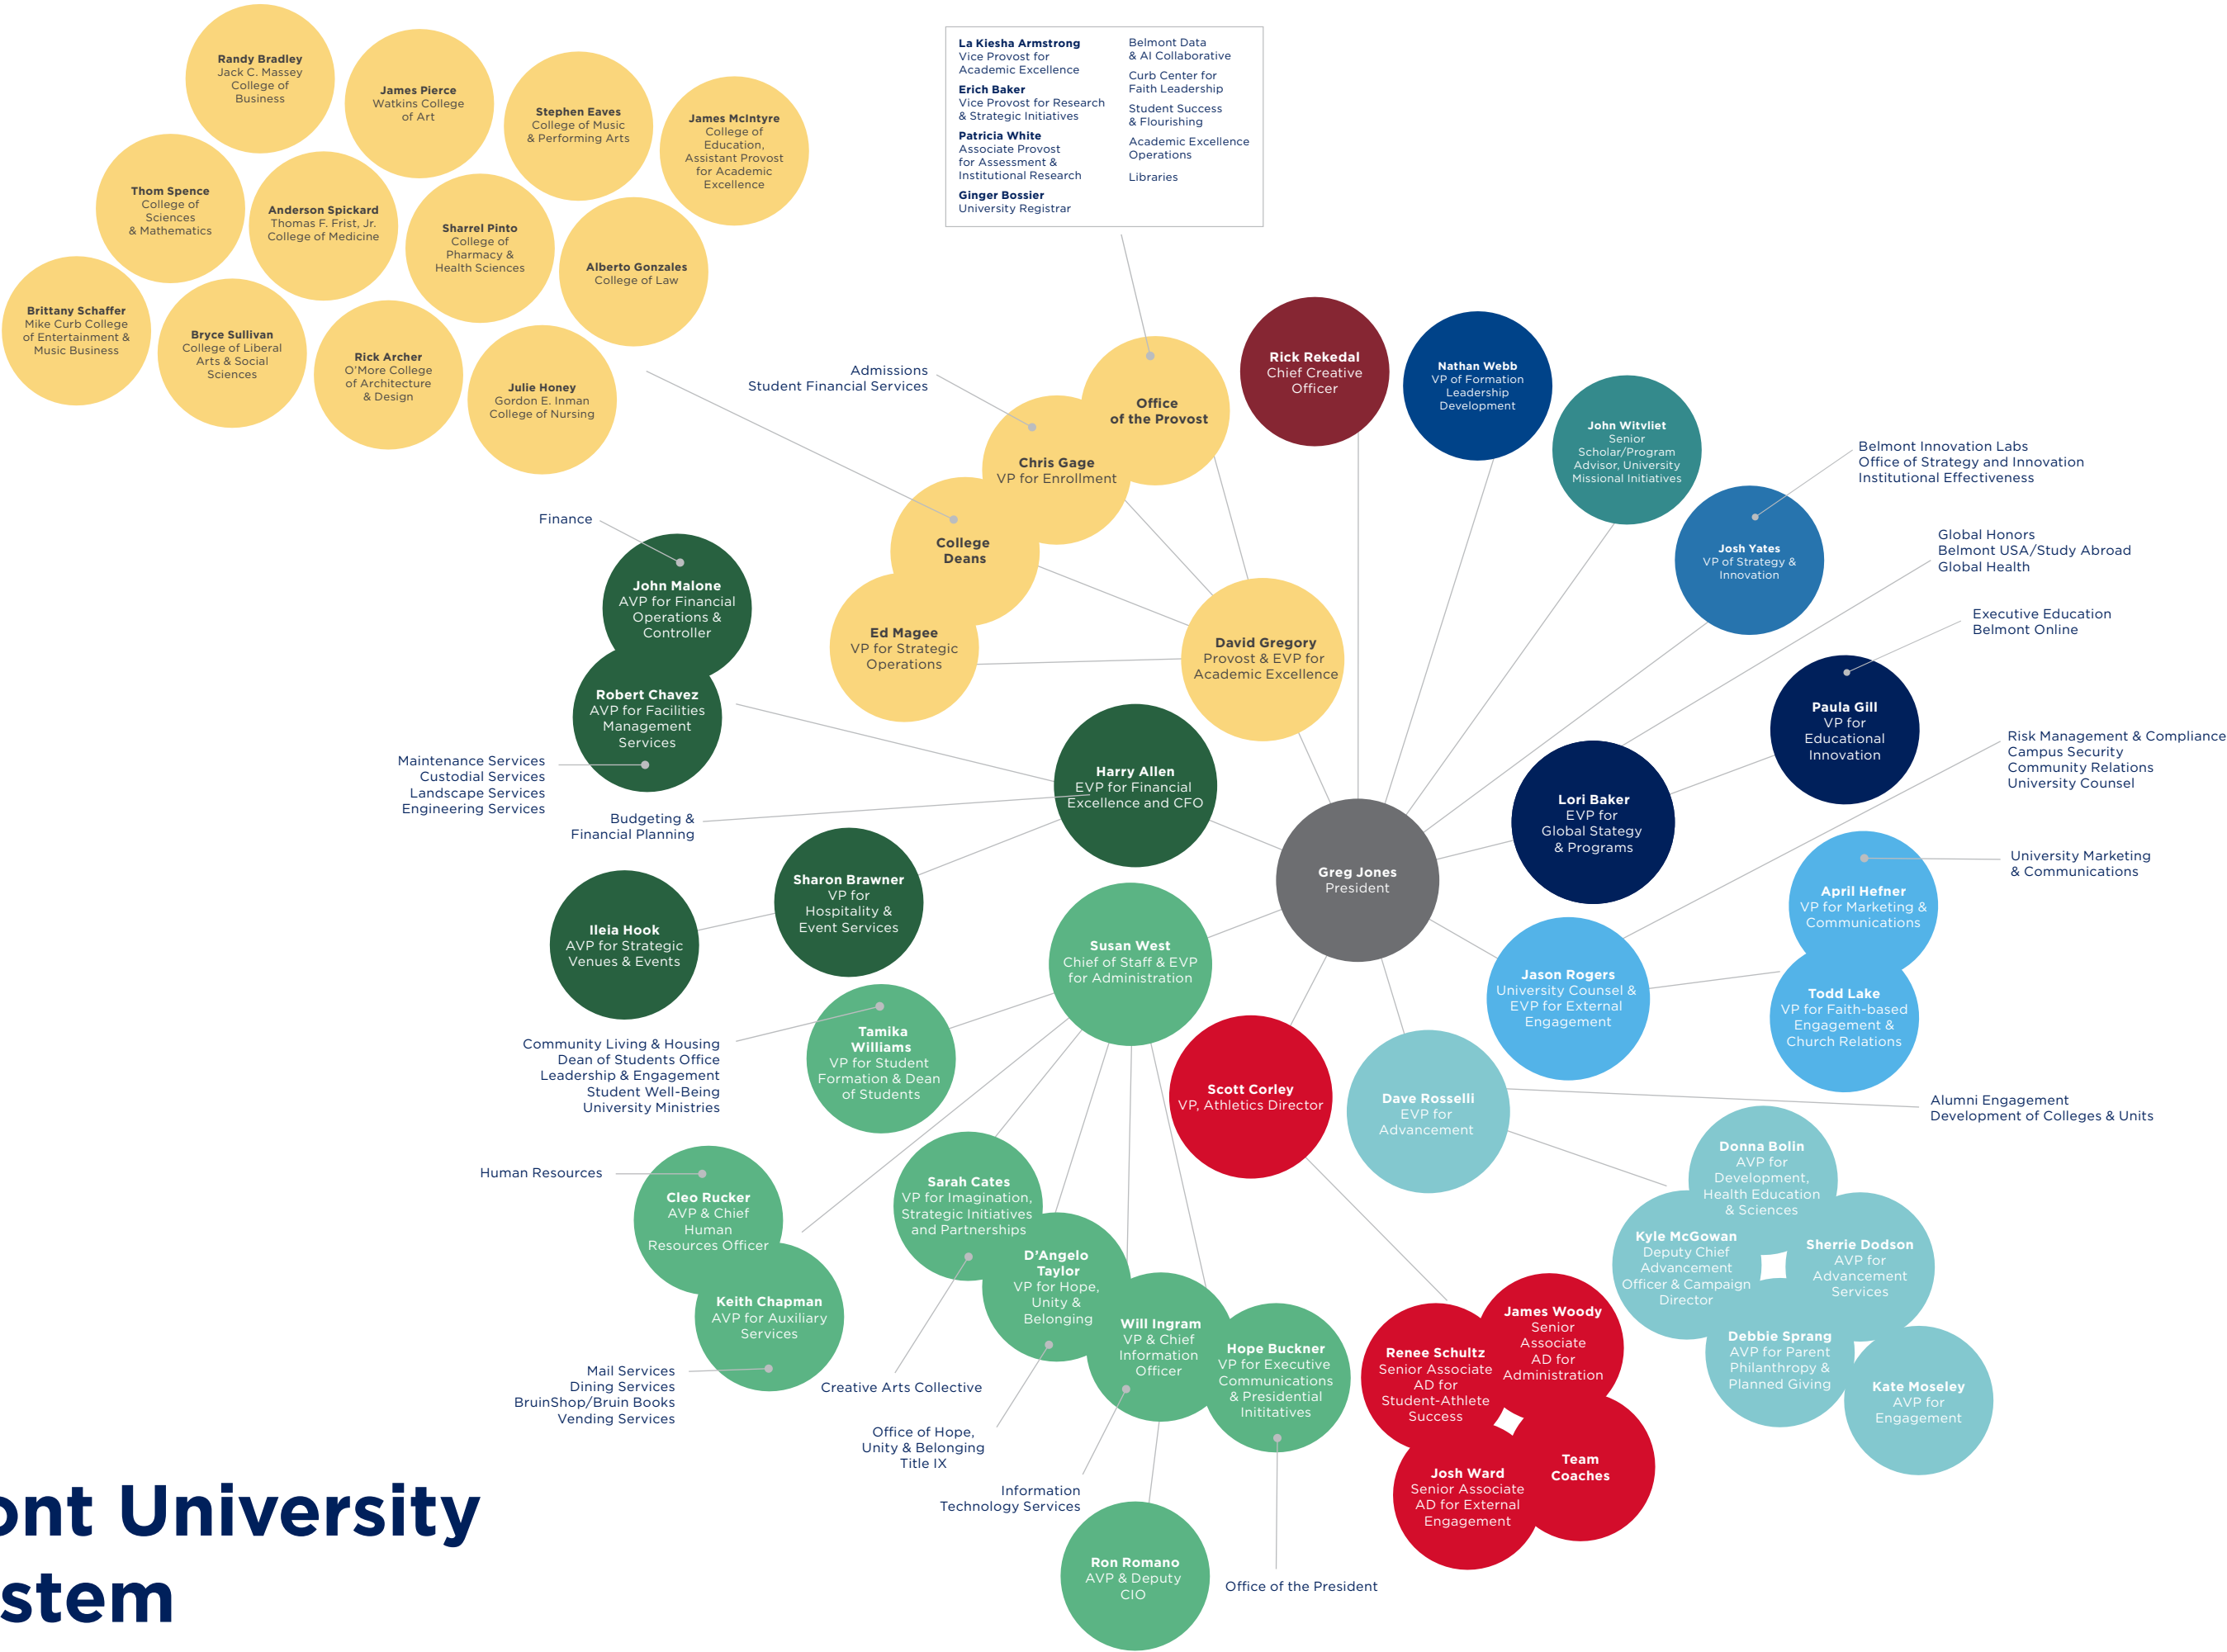 Randy Bradley
Jack C. Massey
College of
Business
James Pierce
Watkins College
of Art
Stephen Eaves
College of Music
& Performing Arts
James McIntyre
College of
Education,
Assistant Provost
for Academic
Excellence
Thom Spence
College of
Sciences
& Mathematics
Anderson Spickard
Thomas F. Frist, Jr.
College of Medicine
Sharrel Pinto
College of
Pharmacy &
Health Sciences
Alberto Gonzales
College of Law
Brittany Schaffer
Mike Curb College
of Entertainment &
Music Business
Bryce Sullivan
College of Liberal
Arts & Social
Sciences
Rick Archer
O'More College
of Architecture
& Design
Julie Honey
Gordon E. Inman
College of Nursing
La Kiesha Armstrong
Vice Provost for
Academic Excellence
Erich Baker
Vice Provost for Research
& Strategic Initiatives
Patricia White
Associate Provost
for Assessment &
Institutional Research
Ginger Bossier
University Registrar
Belmont Data
& AI Collaborative
Curb Center for
Faith Leadership
Student Success
& Flourishing
Academic Excellence
Operations
Libraries
Admissions
Student Financial Services
Office
of the Provost
Chris Gage
VP for Enrollment
College
Deans
Ed Magee
VP for Strategic
Operations
David Gregory
Provost & EVP for
Academic Excellence
Rick Rekedal
Chief Creative
Officer
Nathan Webb
VP of Formation
Leadership
Development
John Witvliet
Senior
Scholar/Program
Advisor, University
Missional Initiatives
Josh Yates
VP of Strategy &
Innovation
Belmont Innovation Labs
Office of Strategy and Innovation
Institutional Effectiveness
Global Honors
Belmont USA/Study Abroad
Global Health
Executive Education
Belmont Online
Paula Gill
VP for
Educational
Innovation
Lori Baker
EVP for
Global Stategy
& Programs
Risk Management & Compliance
Campus Security
Community Relations
University Counsel
University Marketing
& Communications
April Hefner
VP for Marketing &
Communications
Todd Lake
VP for Faith-based
Engagement &
Church Relations
Jason Rogers
University Counsel &
EVP for External
Engagement
Greg Jones
President
Finance
John Malone
AVP for Financial
Operations &
Controller
Robert Chavez
AVP for Facilities
Management
Services
Maintenance Services
Custodial Services
Landscape Services
Engineering Services
Budgeting &
Financial Planning
Harry Allen
EVP for Financial
Excellence and CFO
Sharon Brawner
VP for
Hospitality &
Event Services
Ileia Hook
AVP for Strategic
Venues & Events
Susan West
Chief of Staff & EVP
for Administration
Tamika
Williams
VP for Student
Formation & Dean
of Students
Community Living & Housing
Dean of Students Office
Leadership & Engagement
Student Well-Being
University Ministries
Human Resources
Cleo Rucker
AVP & Chief
Human
Resources Officer
Keith Chapman
AVP for Auxiliary
Services
Mail Services
Dining Services
BruinShop/Bruin Books
Vending Services
Sarah Cates
VP for Imagination,
Strategic Initiatives
and Partnerships
Creative Arts Collective
D'Angelo
Taylor
VP for Hope,
Unity &
Belonging
Office of Hope,
Unity & Belonging
Title IX
Will Ingram
VP & Chief
Information
Officer
Information
Technology Services
Ron Romano
AVP & Deputy
CIO
Hope Buckner
VP for Executive
Communications
& Presidential
Inititatives
Office of the President
Scott Corley
VP, Athletics Director
Renee Schultz
Senior Associate
AD for
Student-Athlete
Success
James Woody
Senior
Associate
AD for
Administration
Josh Ward
Senior Associate
AD for External
Engagement
Team
Coaches
Dave Rosselli
EVP for
Advancement
Alumni Engagement
Development of Colleges & Units
Donna Bolin
AVP for
Development,
Health Education
& Sciences
Kyle McGowan
Deputy Chief
Advancement
Officer & Campaign
Director
Sherrie Dodson
AVP for
Advancement
Services
Debbie Sprang
AVP for Parent
Philanthropy &
Planned Giving
Kate Moseley
AVP for
Engagement
ont University
stem